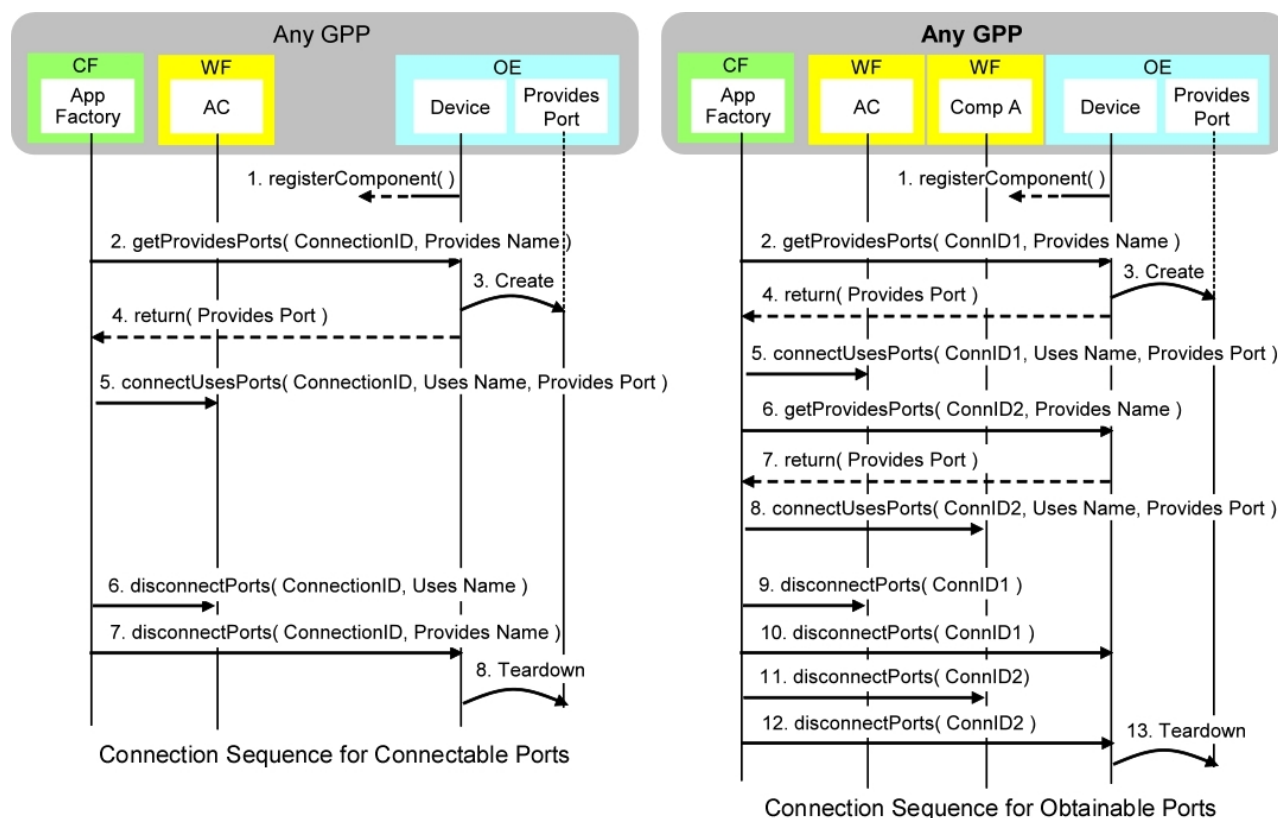 Any GPP
CF
WF
OE
App
Factory
AC
Device
Provides
Port
1. registerComponent( )
2. getProvidesPorts( ConnectionID, Provides Name )
3. Create
4. return( Provides Port )
5. connectUsesPorts( ConnectionID, Uses Name, Provides Port )
6. disconnectPorts( ConnectionID, Uses Name )
7. disconnectPorts( ConnectionID, Provides Name )
8. Teardown
Connection Sequence for Connectable Ports
Any GPP
CF
WF
WF
OE
App
Factory
AC
Comp A
Device
Provides
Port
1. registerComponent( )
2. getProvidesPorts( ConnID1, Provides Name )
3. Create
4. return( Provides Port )
5. connectUsesPorts( ConnID1, Uses Name, Provides Port )
6. getProvidesPorts( ConnID2, Provides Name )
7. return( Provides Port )
8. connectUsesPorts( ConnID2, Uses Name, Provides Port )
9. disconnectPorts( ConnID1 )
10. disconnectPorts( ConnID1 )
11. disconnectPorts( ConnID2)
12. disconnectPorts( ConnID2 )
13. Teardown
Connection Sequence for Obtainable Ports